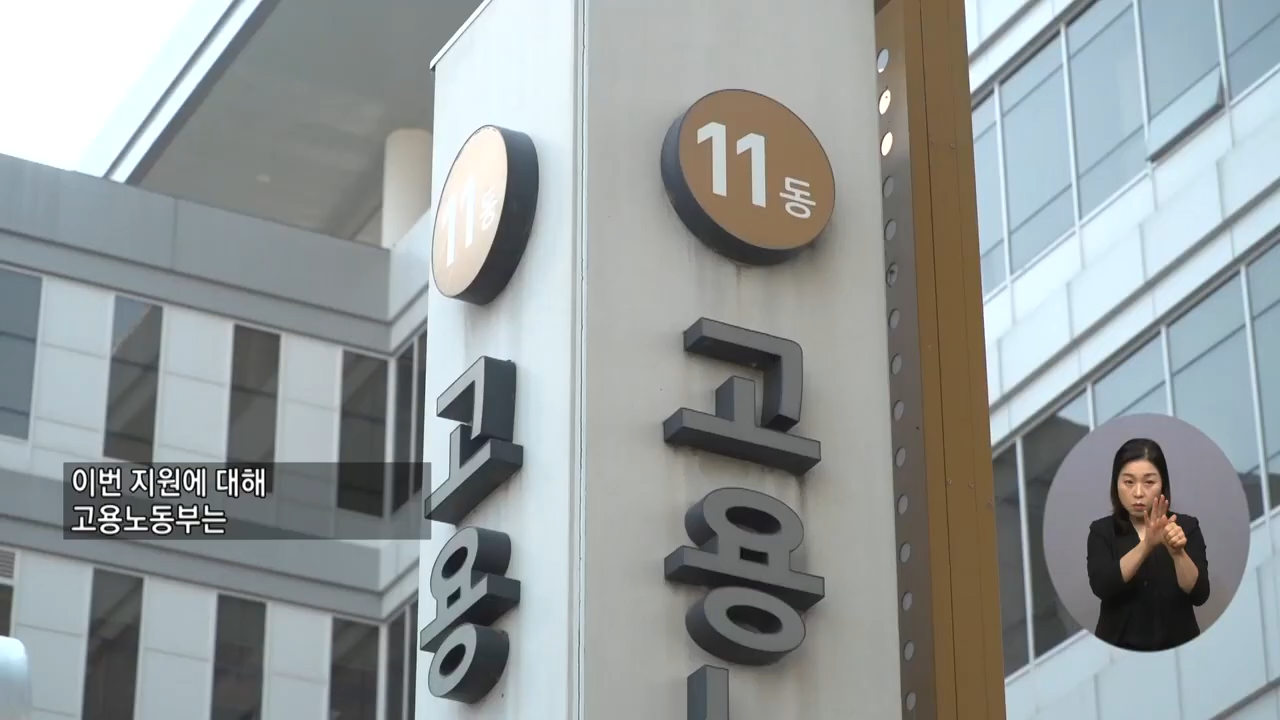 11동
고용
11동
고용
이번 지원에 대해
고용노동부는